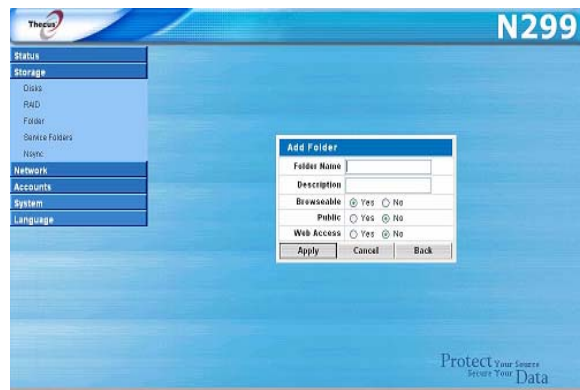 Thecus
N299
Status
Storage
Disks
RAID
Folder
Service Folders
Nsync
Network
Accounts
System
Language
Add Folder
Folder Name
Description
Browseable Yes No
Public Yes No
Web Access Yes No
Apply Cancel Back
Protect Your Source
Secure Your Data